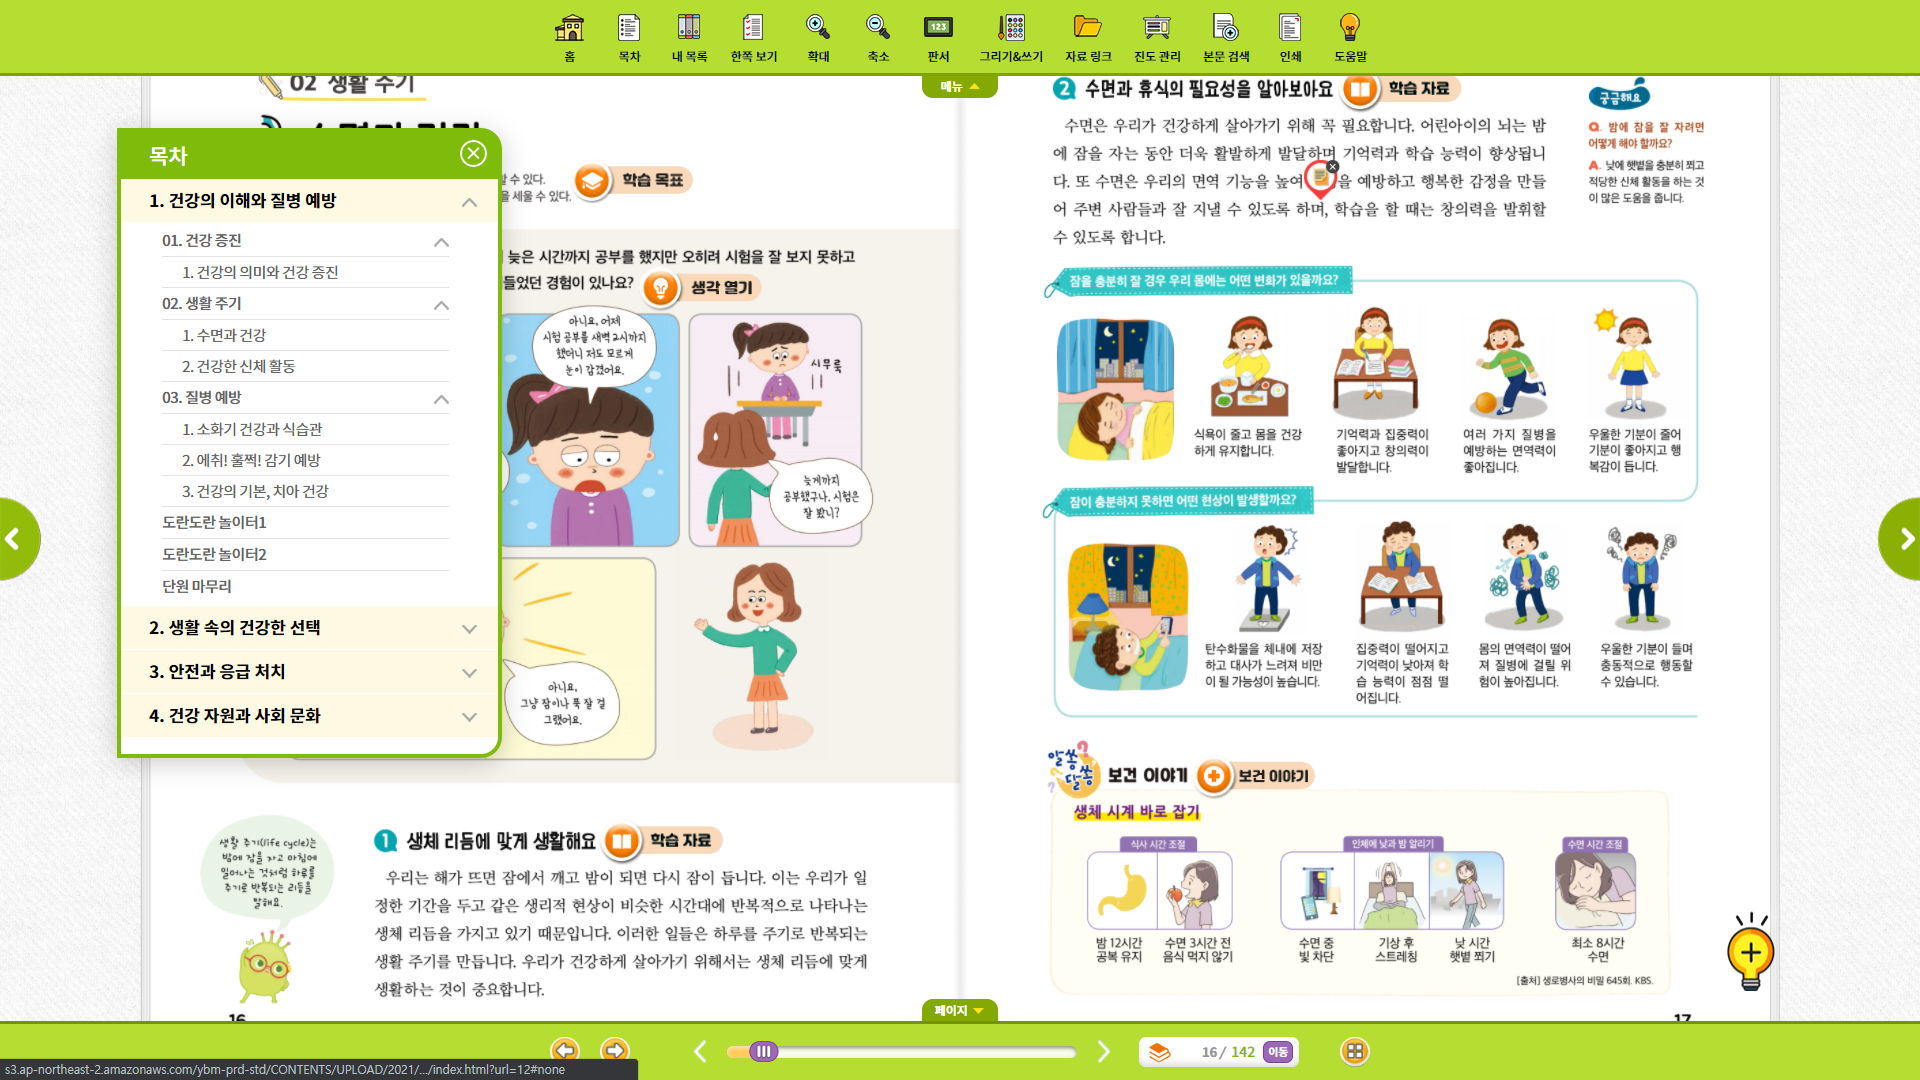 홈
목차
내 목록
한쪽 보기
확대
축소
판서
그리기&쓰기
자료 링크
진도 관리
본문 검색
인쇄
도움말
메뉴
02 생활 주기
목차
1. 건강의 이해와 질병 예방
01. 건강 증진
1. 건강의 의미와 건강 증진
02. 생활 주기
1. 수면과 건강
2. 건강한 신체 활동
03. 질병 예방
1. 소화기 건강과 식습관
2. 에취! 훌쩍! 감기 예방
3. 건강의 기본, 치아 건강
도란도란 놀이터1
도란도란 놀이터2
단원 마무리
2. 생활 속의 건강한 선택
3. 안전과 응급 처치
4. 건강 자원과 사회 문화
수 있다.
을 세울 수 있다.
학습 목표
늦은 시간까지 공부를 했지만 오히려 시험을 잘 보지 못하고
들었던 경험이 있나요?
생각 열기
아니요, 어제
시험 공부를 새벽 2시까지
했더니 저도 모르게
눈이 감겼어요.
시무룩
늦게까지
공부했구나. 시험은
잘 봤니?
아니요,
그냥 잠이나 푹 잘 걸
그랬어요.
생활 주기(life cycle)는
밤에 잠을 자고 아침에
일어나는 것처럼 하루를
주기로 반복되는 리듬을
말해요.
1 생체 리듬에 맞게 생활해요
학습 자료
우리는 해가 뜨면 잠에서 깨고 밤이 되면 다시 잠이 듭니다. 이는 우리가 일
정한 기간을 두고 같은 생리적 현상이 비슷한 시간대에 반복적으로 나타나는
생체 리듬을 가지고 있기 때문입니다. 이러한 일들은 하루를 주기로 반복되는
생활 주기를 만듭니다. 우리가 건강하게 살아가기 위해서는 생체 리듬에 맞게
생활하는 것이 중요합니다.
16
2 수면과 휴식의 필요성을 알아보아요
학습 자료
수면은 우리가 건강하게 살아가기 위해 꼭 필요합니다. 어린아이의 뇌는 밤
에 잠을 자는 동안 더욱 활발하게 발달하며 기억력과 학습 능력이 향상됩니
다. 또 수면은 우리의 면역 기능을 높여 을 예방하고 행복한 감정을 만들
어 주변 사람들과 잘 지낼 수 있도록 하며, 학습을 할 때는 창의력을 발휘할
수 있도록 합니다.
궁금해요
Q. 밤에 잠을 잘 자려면
어떻게 해야 할까요?
A. 낮에 햇볕을 충분히 쬐고
적당한 신체 활동을 하는 것
이 많은 도움을 줍니다.
잠을 충분히 잘 경우 우리 몸에는 어떤 변화가 있을까요?
식욕이 줄고 몸을 건강
하게 유지합니다.
기억력과 집중력이
좋아지고 창의력이
발달합니다.
여러 가지 질병을
예방하는 면역력이
좋아집니다.
우울한 기분이 줄어
기분이 좋아지고 행
복감이 듭니다.
잠이 충분하지 못하면 어떤 현상이 발생할까요?
탄수화물을 체내에 저장
하고 대사가 느려져 비만
이 될 가능성이 높습니다.
집중력이 떨어지고
기억력이 낮아져 학
습 능력이 점점 떨
어집니다.
몸의 면역력이 떨어
져 질병에 걸릴 위
험이 높아집니다.
우울한 기분이 들며
충동적으로 행동할
수 있습니다.
알쏭달쏭
보건 이야기
보건 이야기
생체 시계 바로 잡기
식사 시간 조절
인체에 낮과 밤 알리기
수면 시간 조절
밤 12시간
공복 유지
수면 3시간 전
음식 먹지 않기
수면 중
빛 차단
기상 후
스트레칭
낮 시간
햇볕 쬐기
최소 8시간
수면
[출처] 생로병사의 비밀 645회. KBS.
17
페이지
16 / 142
이동
s3.ap-northeast-2.amazonaws.com/ybm-prd-std/CONTENTS/UPLOAD/2021/.../index.html?url=12#none